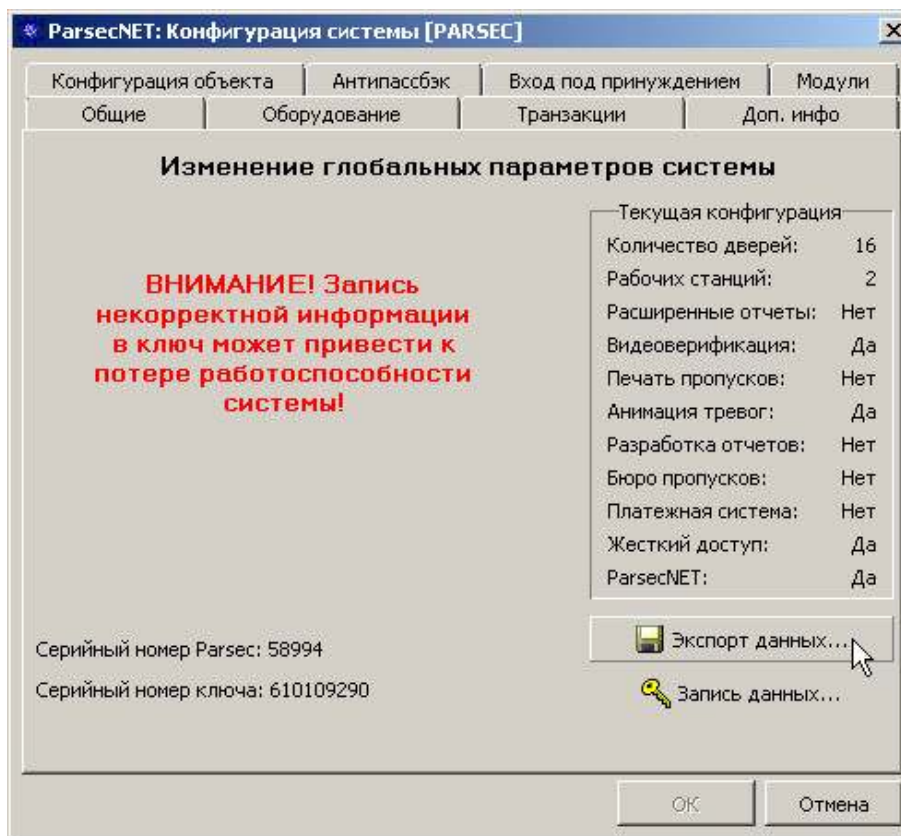 ParsecNET: Конфигурация системы [PARSEC]
Конфигурация объекта Антипассбэк Вход под принуждением Модули
Общие Оборудование Транзакции Доп. инфо
Изменение глобальных параметров системы
ВНИМАНИЕ! Запись
некорректной информации
в ключ может привести к
потере работоспособности
системы!
Текущая конфигурация
Количество дверей: 16
Рабочих станций: 2
Расширенные отчеты: Нет
Видеоверификация: Да
Печать пропусков: Нет
Анимация тревог: Да
Разработка отчетов: Нет
Бюро пропусков: Нет
Платежная система: Нет
Жесткий доступ: Да
ParsecNET: Да
Серийный номер Parsec: 58994
Серийный номер ключа: 610109290
Экспорт данных...
Запись данных...
ОК Отмена